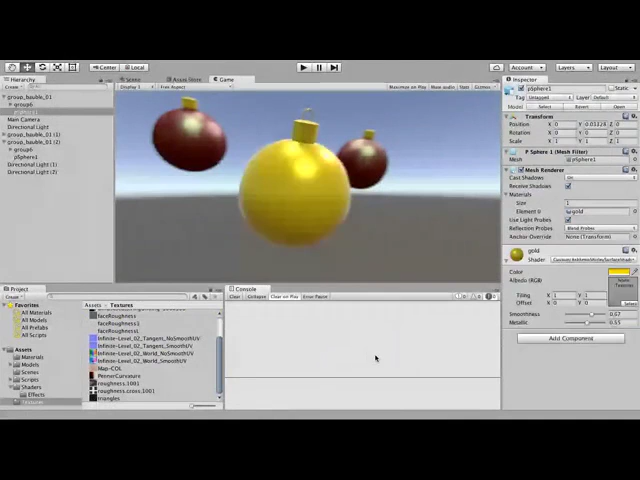 Center Local
Account Layers Layout
Hierarchy Scene Asset Store Game Inspector
Create
Display 1 Free Aspect Maximize on Play Mute audio Stats Gizmos
group_bauble_01
group6
pSphere1
Main Camera
Directional Light
group_bauble_01 (1)
group_bauble_01 (2)
group6
pSphere1
Directional Light (1)
Directional Light (2)
pSphere1 Static
Tag Untagged Layer Default
Model Select Revert Open
Transform
Position X 0 Y 0.01328 Z 0
Rotation X 0 Y 0 Z 0
Scale X 1 Y 1 Z 1
P Sphere 1 (Mesh Filter)
Mesh pSphere1
Mesh Renderer
Cast Shadows On
Receive Shadows
Materials
Size 1
Element 0 gold
Use Light Probes
Reflection Probes Blend Probes
Anchor Override None (Transform)
gold
Shader
Color
Albedo (RGB)
Tiling X 1 Y 1
Offset X 0 Y 0
Select
Smoothness 0.67
Metallic 0.55
Add Component
Project
Create
Favorites
All Materials
All Models
All Prefabs
All Scripts
Assets
Materials
Models
Scenes
Scripts
Shaders
Effects
Textures
Assets Textures
faceRoughness
faceRoughness1
faceRoughness
Infinite-Level_02_Tangent_NoSmoothUV
Infinite-Level_02_Tangent_SmoothUV
Infinite-Level_02_World_NoSmoothUV
Infinite-Level_02_World_SmoothUV
Map-COL
PennerCurvature
roughness.1001
roughness.cross.1001
triangles
Console
Clear Collapse Clear on Play Error Pause